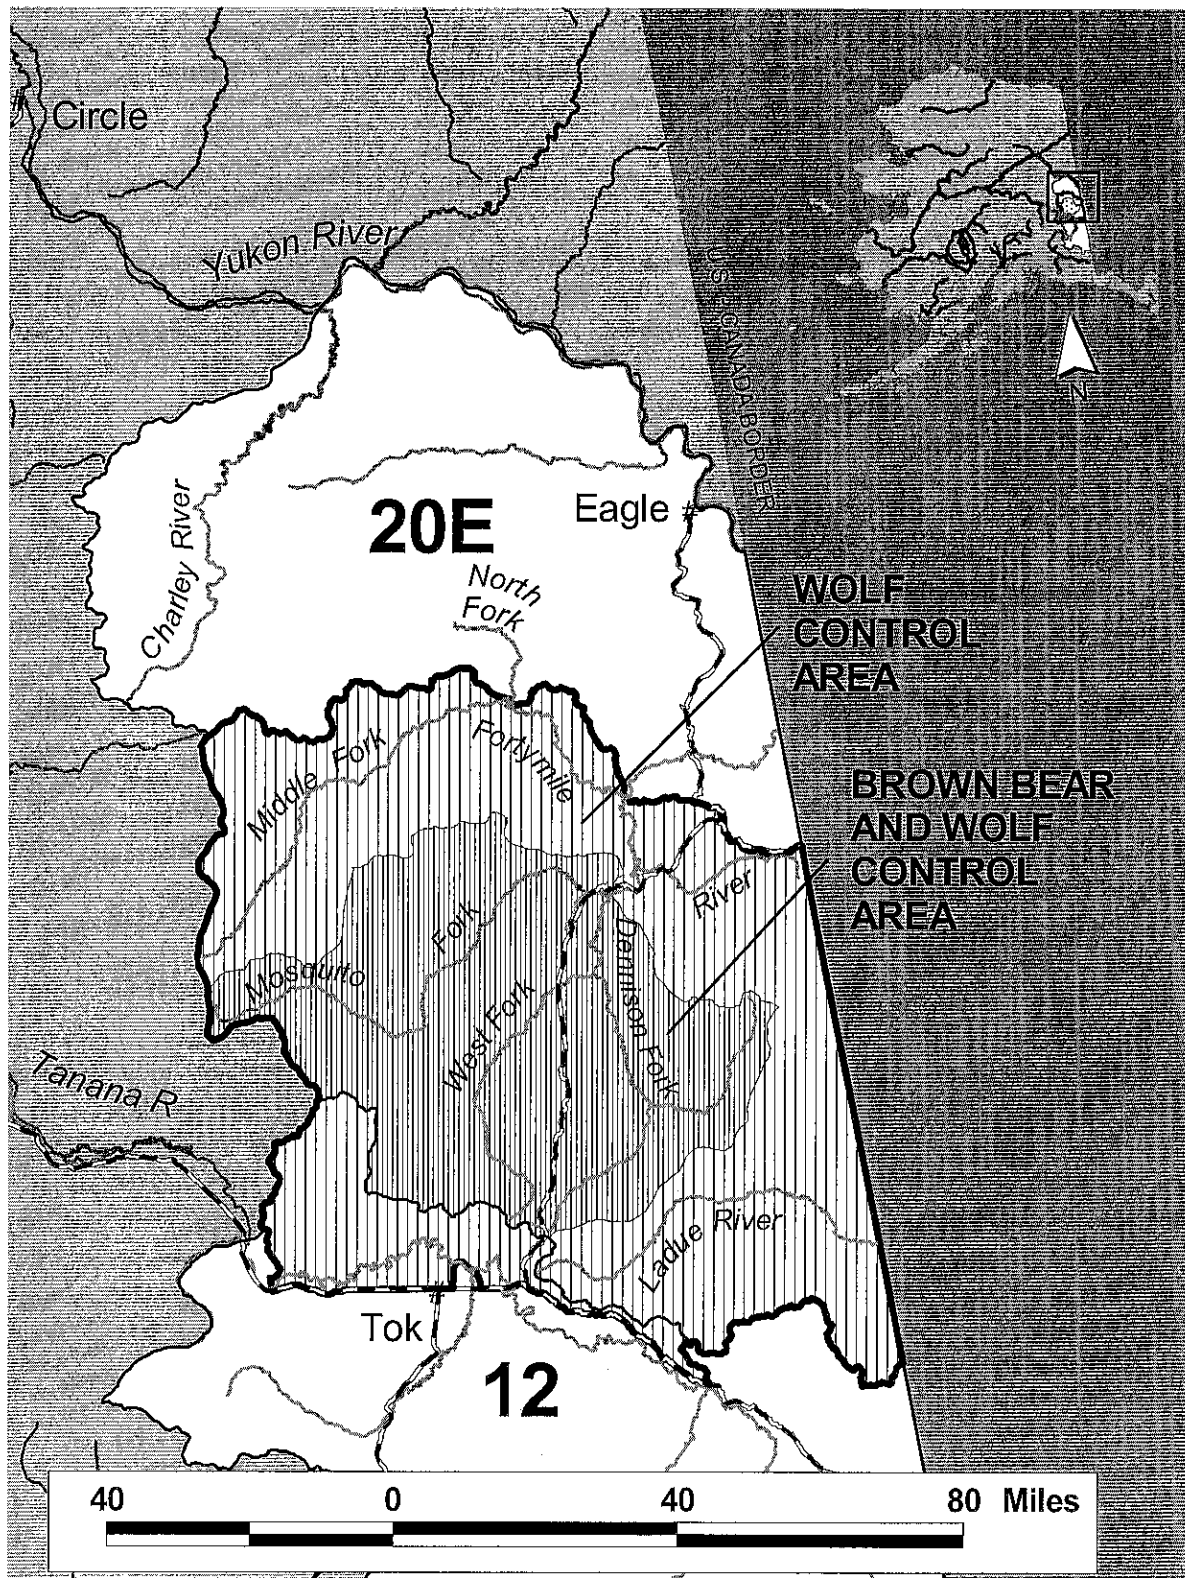 Circle
Yukon River
US - CANADA BORDER
N
20E
Eagle
Charley River
North
Fork
WOLF
CONTROL
AREA
Middle Fork
Fortymile
BROWN BEAR
AND WOLF
CONTROL
AREA
River
Fork
Mosquito
Dennison Fork
West Fork
Tanana R
Ladue River
Tok
12
40 0 40 80 Miles